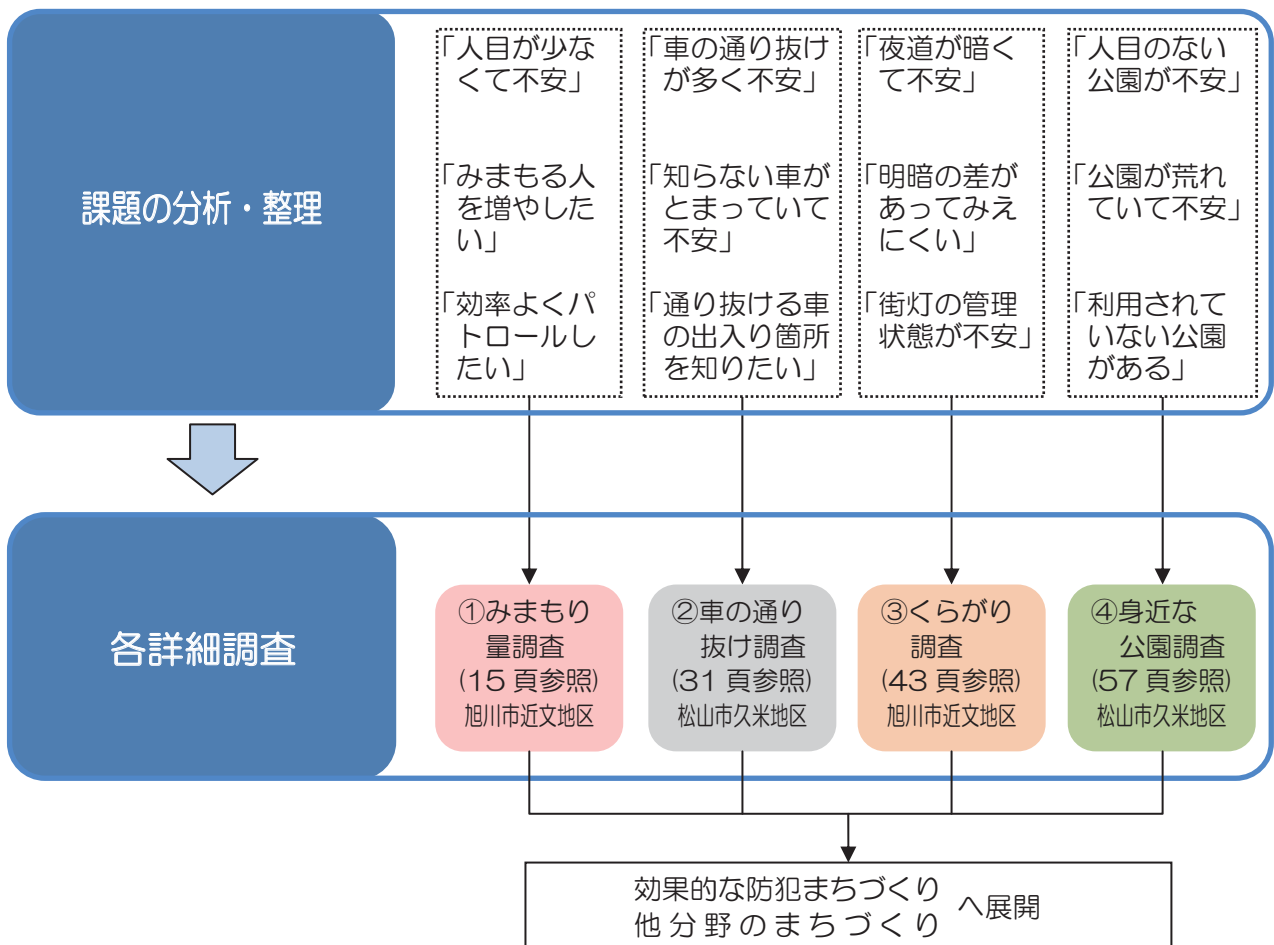 課題の分析・整理
「人目が少な
くて不安」
「みまもる人
を増やした
い」
「効率よくパ
トロールし
たい」
「車の通り抜け
が多く不安」
「知らない車が
とまっていて
不安」
「通り抜ける車
の出入り箇所
を知りたい」
「夜道が暗く
て不安」
「明暗の差が
あってみえ
にくい」
「街灯の管理
状態が不安」
「人目のない
公園が不安」
「公園が荒れ
ていて不安」
「利用されて
いない公園
がある」
各詳細調査
①みまもり
量調査
(15 頁参照)
旭川市近文地区
②車の通り
抜け調査
(31 頁参照)
松山市久米地区
③くらがり
調査
(43 頁参照)
旭川市近文地区
④身近な
公園調査
(57 頁参照)
松山市久米地区
効果的な防犯まちづくり
他分野のまちづくり
へ展開